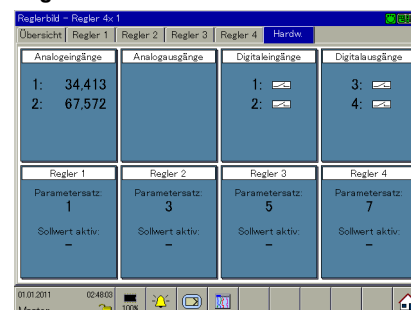 Reglerbild - Regler 4x1
Übersicht Regler 1 Regler 2 Regler 3 Regler 4 Hardw.
Analogeingänge Analogausgänge Digitaleingänge Digitalausgänge
1: 34,413 1: 3:
2: 67,572 2: 4:
Regler 1 Regler 2 Regler 3 Regler 4
Parametersatz: Parametersatz: Parametersatz: Parametersatz:
1 3 5 7
Sollwert aktiv: Sollwert aktiv: Sollwert aktiv: Sollwert aktiv:
– – – –
01.01.2011 02:48:03
Master 100%